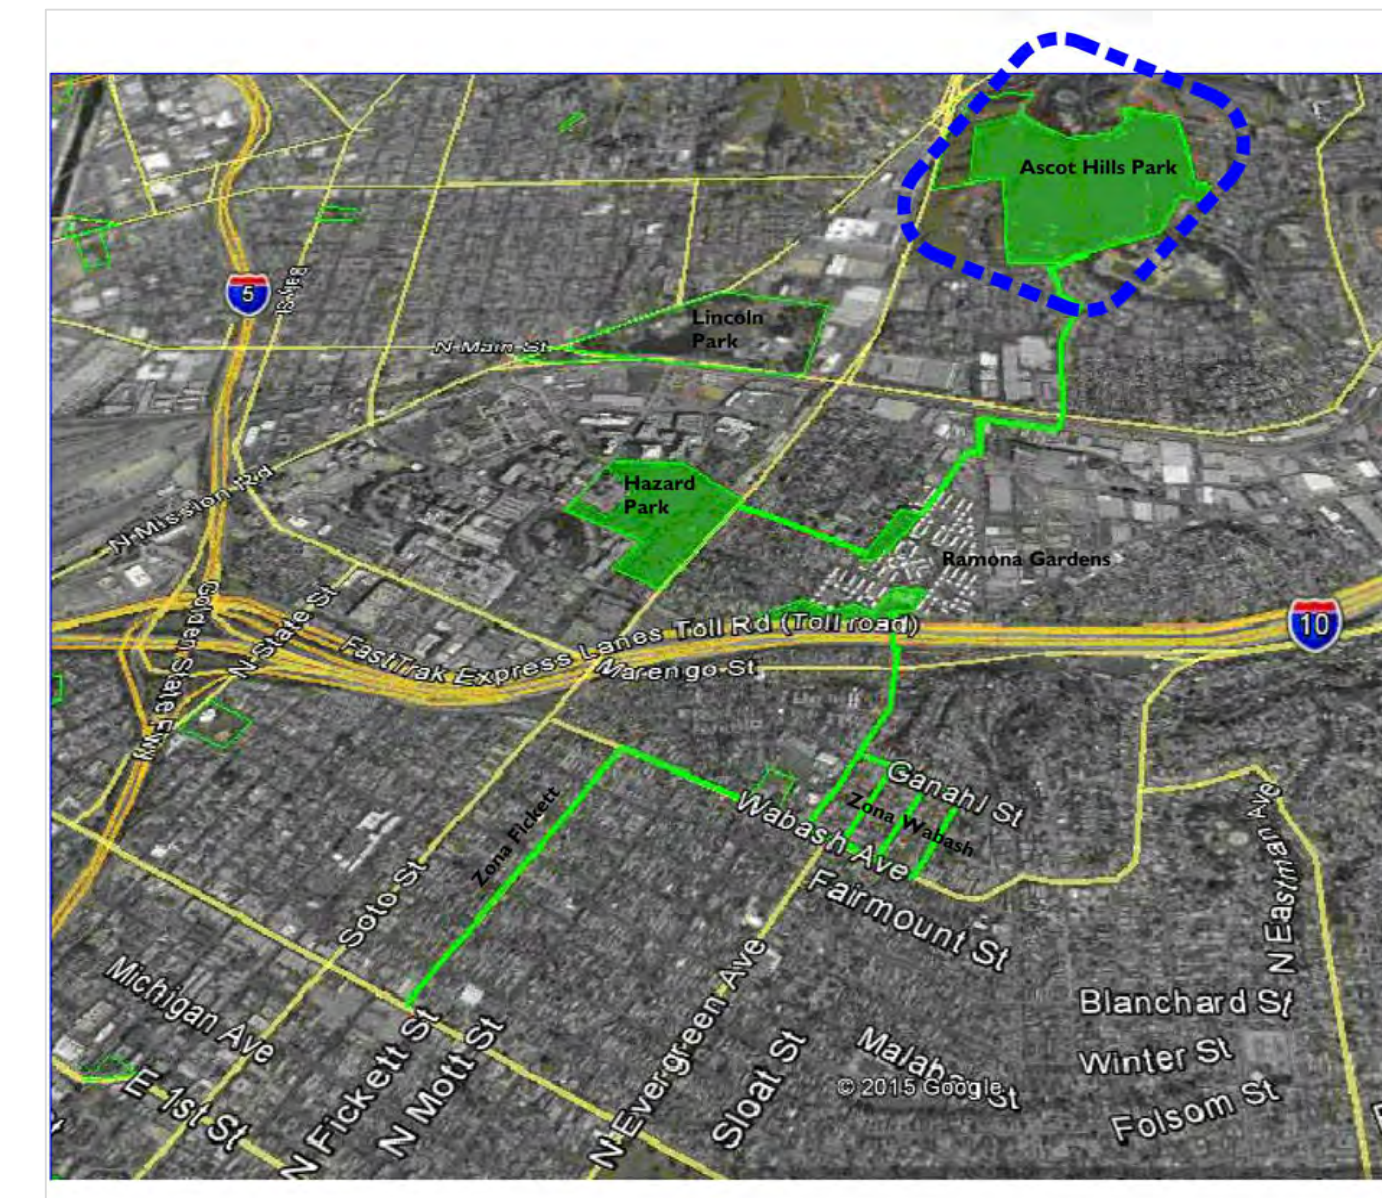 Ascot Hills Park
5
Lincoln
Park
N Main St
Hazard
Park
N Mission Rd
Ramona Gardens
N State St
Golden State Fwy
FastTrak Express Lanes Toll Rd (Toll road)
10
Marengo St
Ganahl St
Zona Wabash
Zona Fickett
Wabash Ave
Fairmount St
N Eastman Ave
Soto St
Michigan Ave
Blanchard St
Winter St
Folsom St
© 2015 Google
E 1st St
N Fickett St
N Mott St
N Evergreen Ave
Sloat St